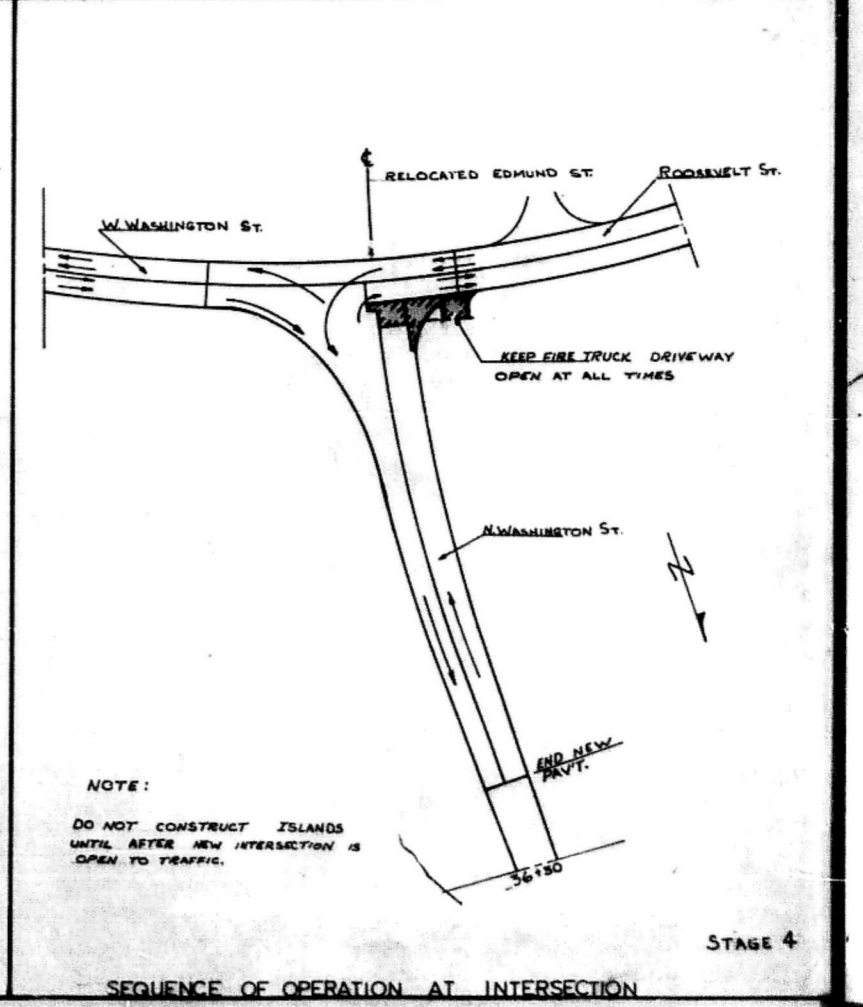 ℄
RELOCATED EDMUND ST.
ROOSEVELT ST.
W. WASHINGTON ST.
KEEP FIRE TRUCK DRIVEWAY
OPEN AT ALL TIMES
N. WASHINGTON ST.
N
END NEW
PAV'T.
NOTE:
DO NOT CONSTRUCT ISLANDS
UNTIL AFTER NEW INTERSECTION IS
OPEN TO TRAFFIC.
36+50
STAGE 4
SEQUENCE OF OPERATION AT INTERSECTION